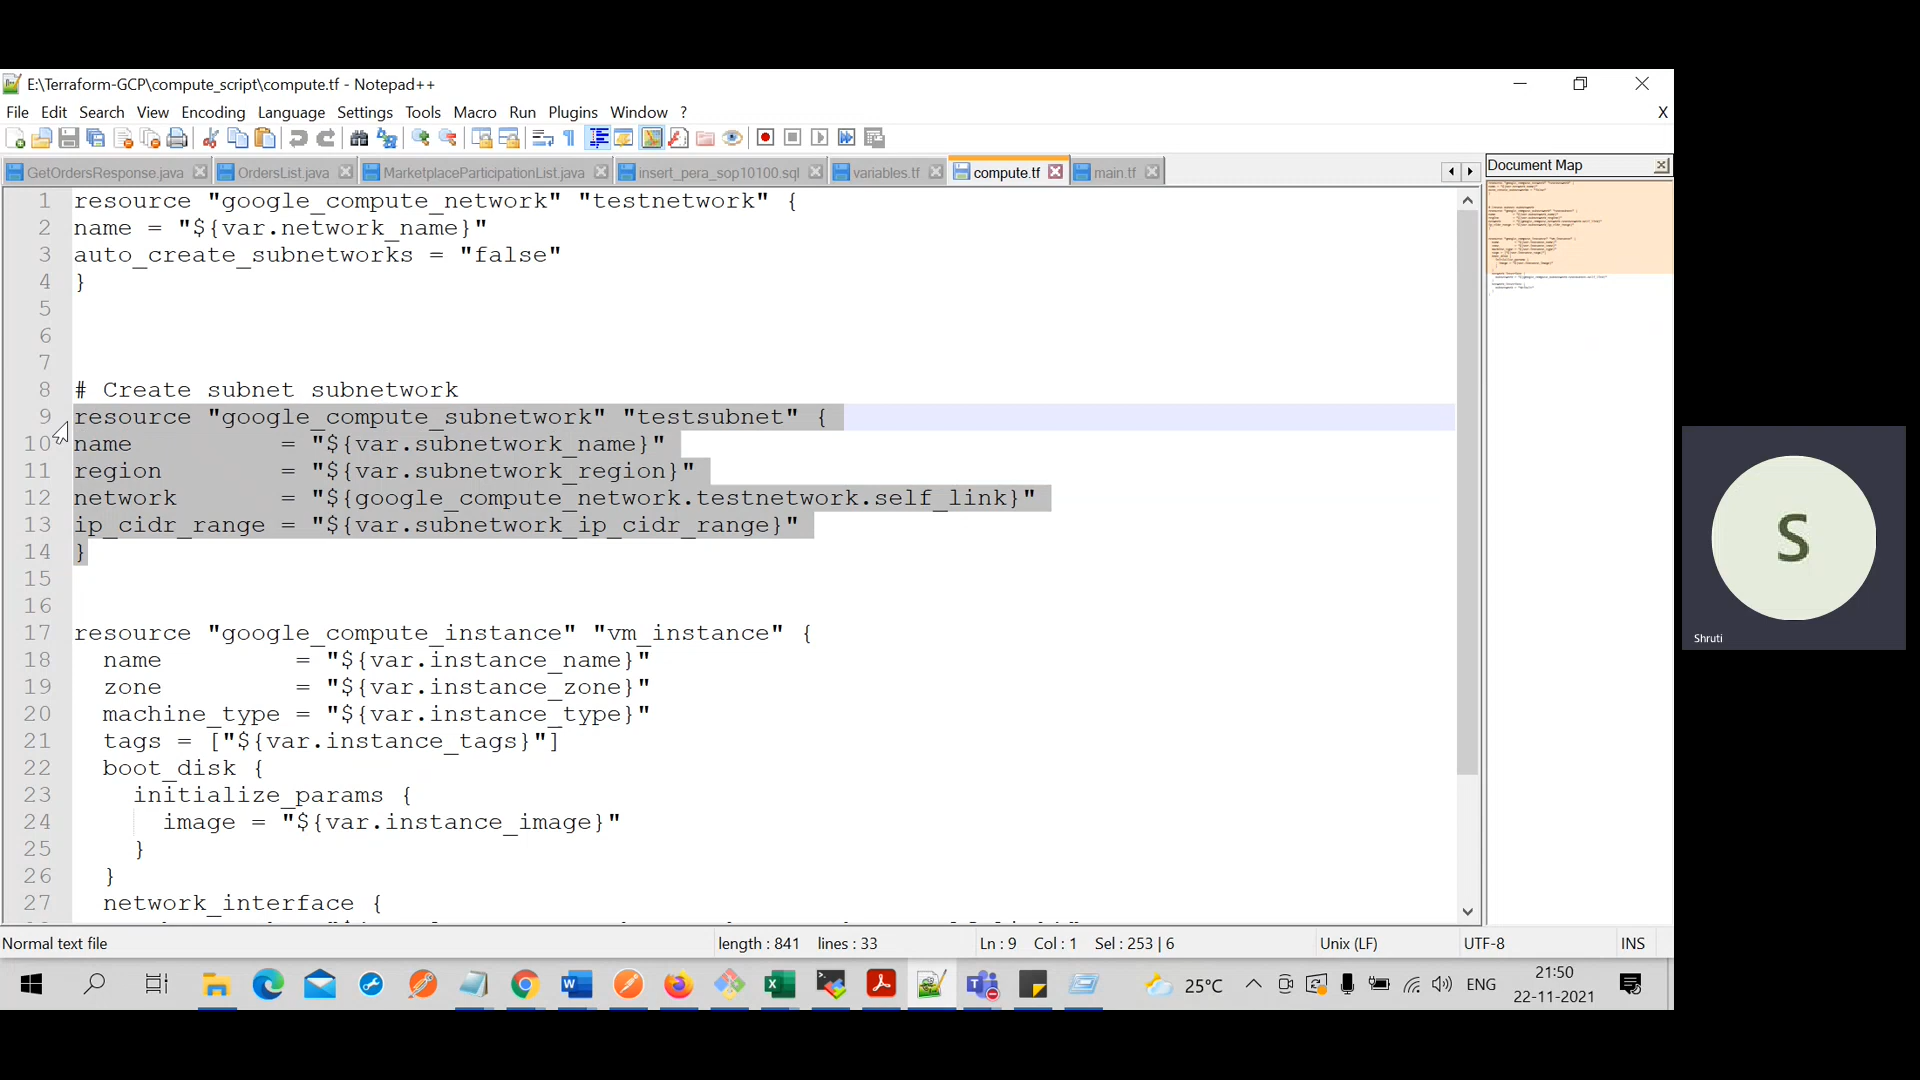 E:\Terraform-GCP\compute_script\compute.tf - Notepad++
File Edit Search View Encoding Language Settings Tools Macro Run Plugins Window ? X
GetOrdersResponse.java OrdersList.java MarketplaceParticipationList.java insert_pera_sop10100.sql variables.tf compute.tf main.tf
Document Map
1 resource "google_compute_network" "testnetwork" {
2 name = "${var.network_name}"
3 auto_create_subnetworks = "false"
4 }
5
6
7
8 # Create subnet subnetwork
9 resource "google_compute_subnetwork" "testsubnet" {
10 name = "${var.subnetwork_name}"
11 region = "${var.subnetwork_region}"
12 network = "${google_compute_network.testnetwork.self_link}"
13 ip_cidr_range = "${var.subnetwork_ip_cidr_range}"
14 }
15
16
17 resource "google_compute_instance" "vm_instance" {
18 name = "${var.instance_name}"
19 zone = "${var.instance_zone}"
20 machine_type = "${var.instance_type}"
21 tags = ["${var.instance_tags}"]
22 boot_disk {
23 initialize_params {
24 image = "${var.instance_image}"
25 }
26 }
27 network_interface {
Normal text file length : 841 lines : 33 Ln : 9 Col : 1 Sel : 253 | 6 Unix (LF) UTF-8 INS
25°C ENG 21:50
22-11-2021
S
Shruti